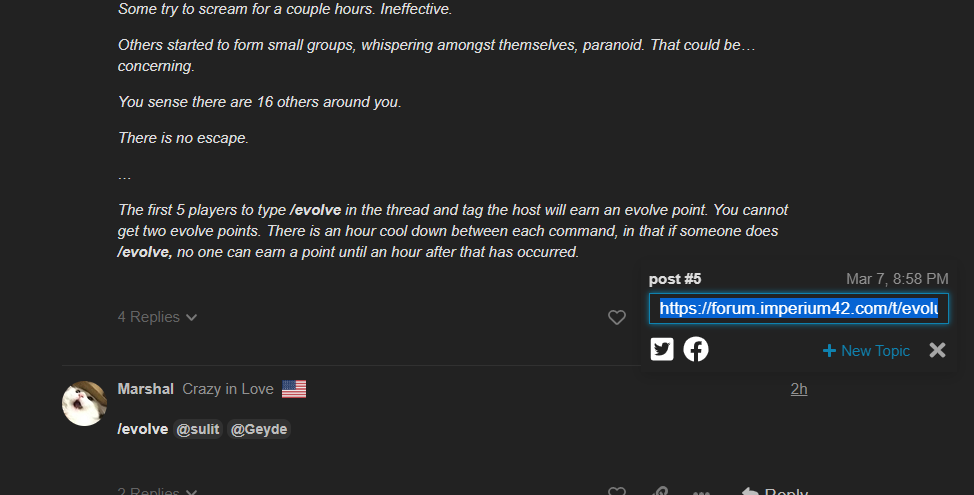 Some try to scream for a couple hours. Ineffective.
Others started to form small groups, whispering amongst themselves, paranoid. That could be…
concerning.
You sense there are 16 others around you.
There is no escape.
…
The first 5 players to type /evolve in the thread and tag the host will earn an evolve point. You cannot
get two evolve points. There is an hour cool down between each command, in that if someone does
/evolve, no one can earn a point until an hour after that has occurred.
post #5 Mar 7, 8:58 PM
https://forum.imperium42.com/t/evolu
4 Replies
+ New Topic
Marshal Crazy in Love 2h
/evolve @sulit @Geyde
2 Replies Reply